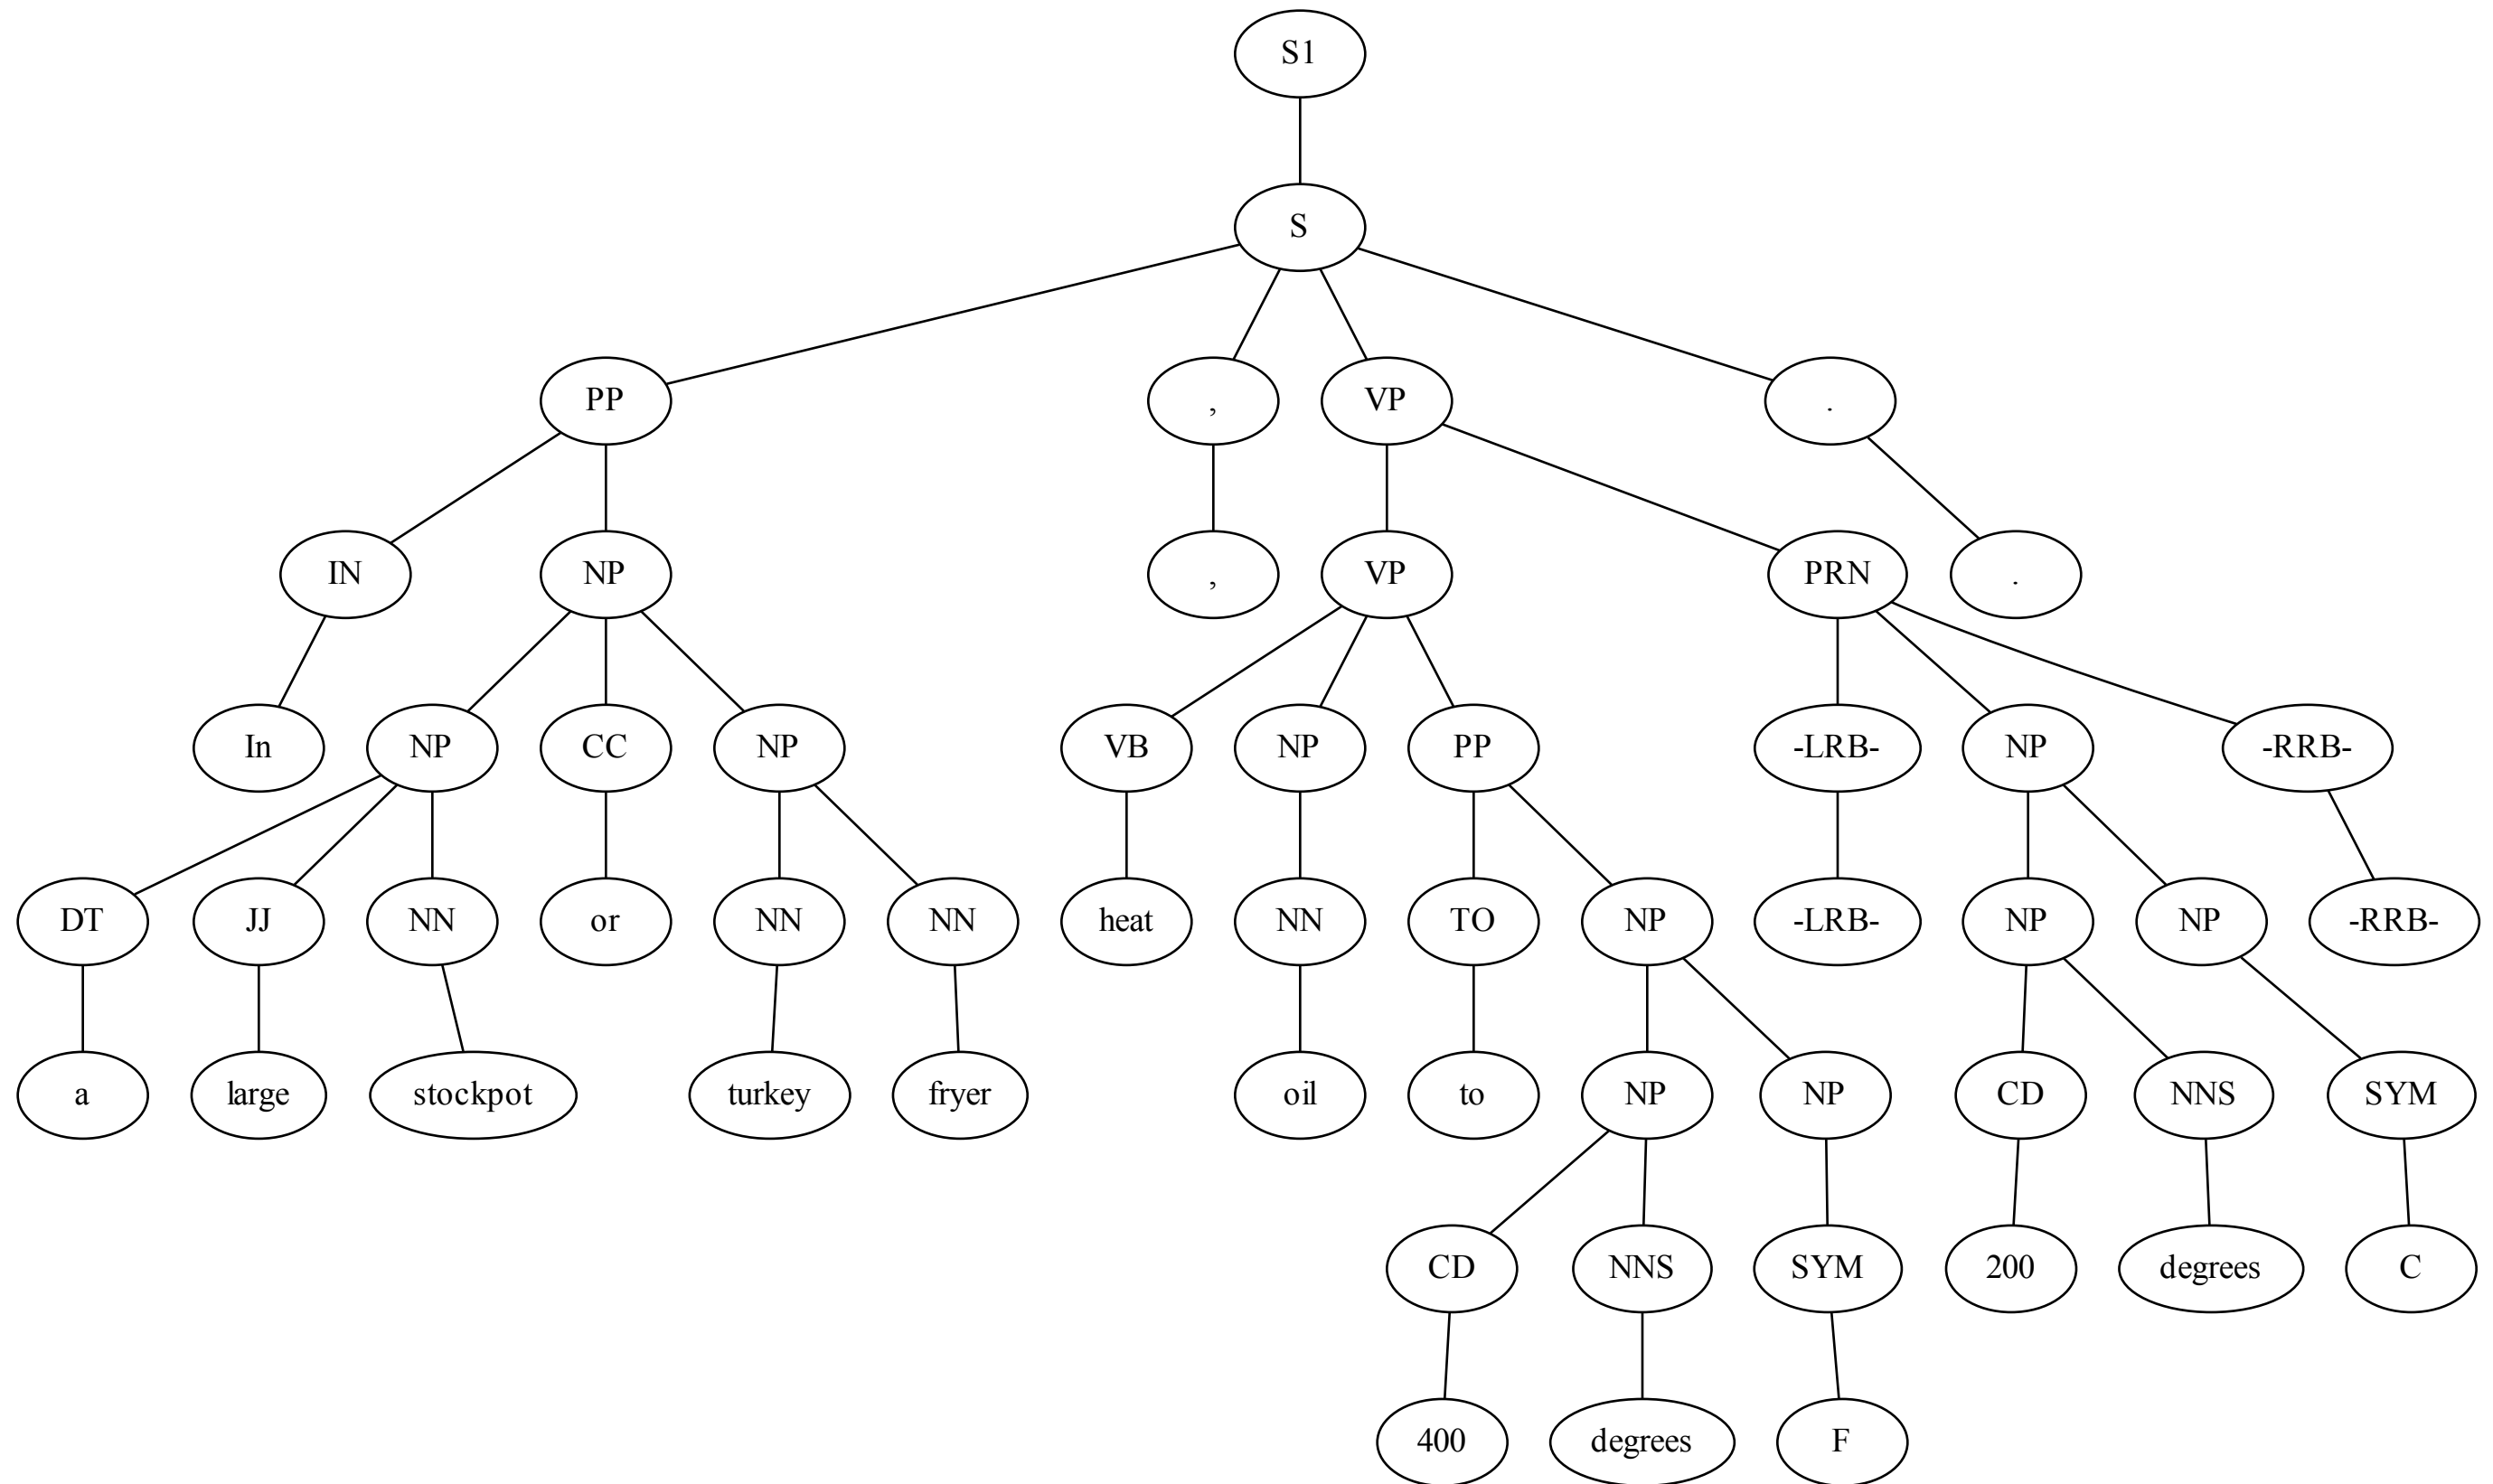 S1
S
PP , VP .
IN NP , VP PRN .
In NP CC NP VB NP PP -LRB- NP -RRB-
DT JJ NN or NN NN heat NN TO NP -LRB- NP NP -RRB-
a large stockpot turkey fryer oil to NP NP CD NNS SYM
CD NNS SYM 200 degrees C
400 degrees F